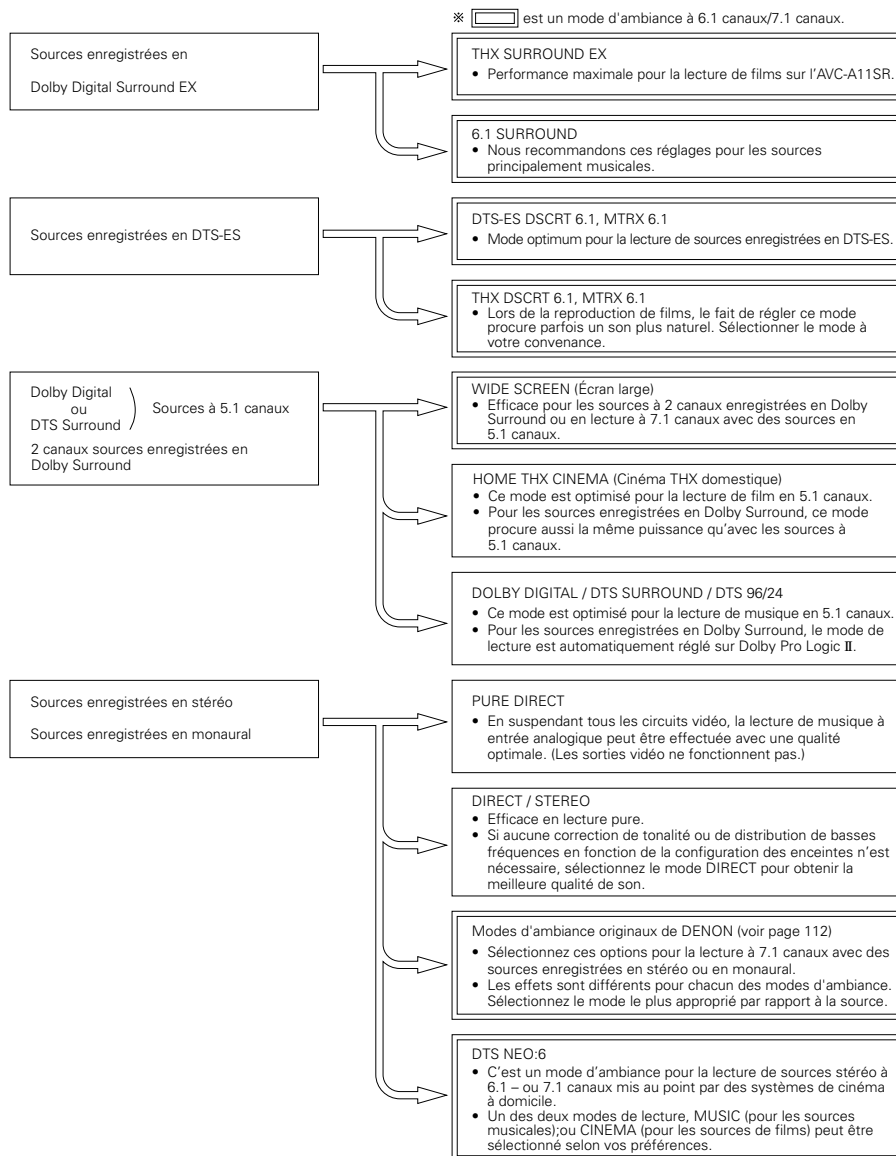 ※ est un mode d'ambiance à 6.1 canaux/7.1 canaux.
Sources enregistrées en
Dolby Digital Surround EX
THX SURROUND EX
• Performance maximale pour la lecture de films sur l'AVC-A11SR.
6.1 SURROUND
• Nous recommandons ces réglages pour les sources
principalement musicales.
Sources enregistrées en DTS-ES
DTS-ES DSCRT 6.1, MTRX 6.1
• Mode optimum pour la lecture de sources enregistrées en DTS-ES.
THX DSCRT 6.1, MTRX 6.1
• Lors de la reproduction de films, le fait de régler ce mode
procure parfois un son plus naturel. Sélectionner le mode à
votre convenance.
Dolby Digital
ou
DTS Surround
Sources à 5.1 canaux
2 canaux sources enregistrées en
Dolby Surround
WIDE SCREEN (Écran large)
• Efficace pour les sources à 2 canaux enregistrées en Dolby
Surround ou en lecture à 7.1 canaux avec des sources en
5.1 canaux.
HOME THX CINEMA (Cinéma THX domestique)
• Ce mode est optimisé pour la lecture de film en 5.1 canaux.
• Pour les sources enregistrées en Dolby Surround, ce mode
procure aussi la même puissance qu'avec les sources à
5.1 canaux.
DOLBY DIGITAL / DTS SURROUND / DTS 96/24
• Ce mode est optimisé pour la lecture de musique en 5.1 canaux.
• Pour les sources enregistrées en Dolby Surround, le mode de
lecture est automatiquement réglé sur Dolby Pro Logic II.
Sources enregistrées en stéréo
Sources enregistrées en monaural
PURE DIRECT
• En suspendant tous les circuits vidéo, la lecture de musique à
entrée analogique peut être effectuée avec une qualité
optimale. (Les sorties vidéo ne fonctionnent pas.)
DIRECT / STEREO
• Efficace en lecture pure.
• Si aucune correction de tonalité ou de distribution de basses
fréquences en fonction de la configuration des enceintes n'est
nécessaire, sélectionnez le mode DIRECT pour obtenir la
meilleure qualité de son.
Modes d'ambiance originaux de DENON (voir page 112)
• Sélectionnez ces options pour la lecture à 7.1 canaux avec des
sources enregistrées en stéréo ou en monaural.
• Les effets sont différents pour chacun des modes d'ambiance.
Sélectionnez le mode le plus approprié par rapport à la source.
DTS NEO:6
• C'est un mode d'ambiance pour la lecture de sources stéréo à
6.1 – ou 7.1 canaux mis au point par des systèmes de cinéma
à domicile.
• Un des deux modes de lecture, MUSIC (pour les sources
musicales);ou CINEMA (pour les sources de films) peut être
sélectionné selon vos préférences.